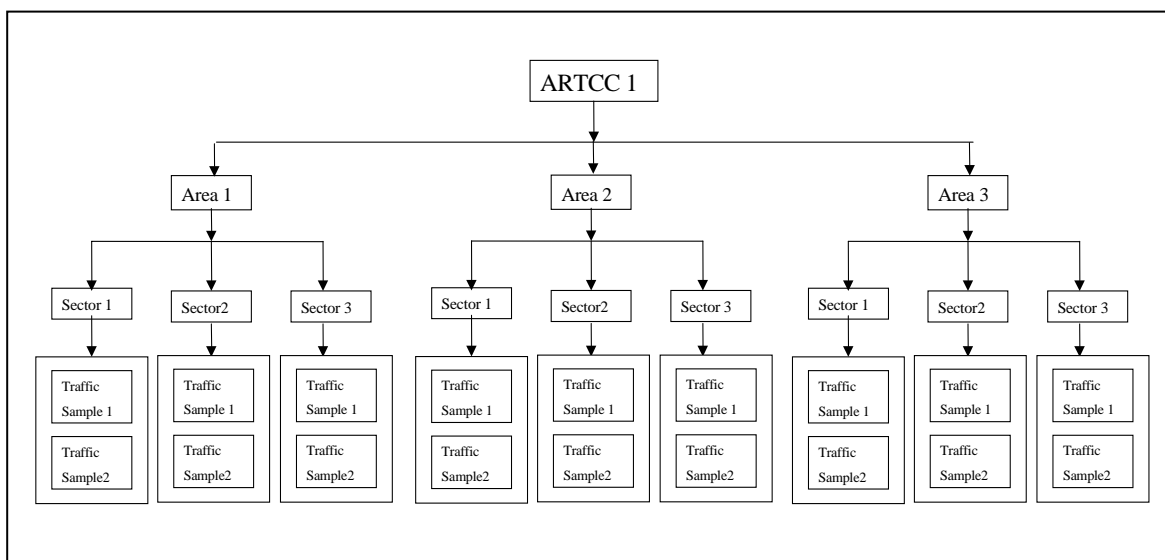 ARTCC 1
Area 1
Area 2
Area 3
Sector 1
Sector2
Sector 3
Sector 1
Sector2
Sector 3
Sector 1
Sector2
Sector 3
Traffic
Sample 1
Traffic
Sample2
Traffic
Sample 1
Traffic
Sample2
Traffic
Sample 1
Traffic
Sample2
Traffic
Sample 1
Traffic
Sample2
Traffic
Sample 1
Traffic
Sample2
Traffic
Sample 1
Traffic
Sample2
Traffic
Sample 1
Traffic
Sample2
Traffic
Sample 1
Traffic
Sample2
Traffic
Sample 1
Traffic
Sample2